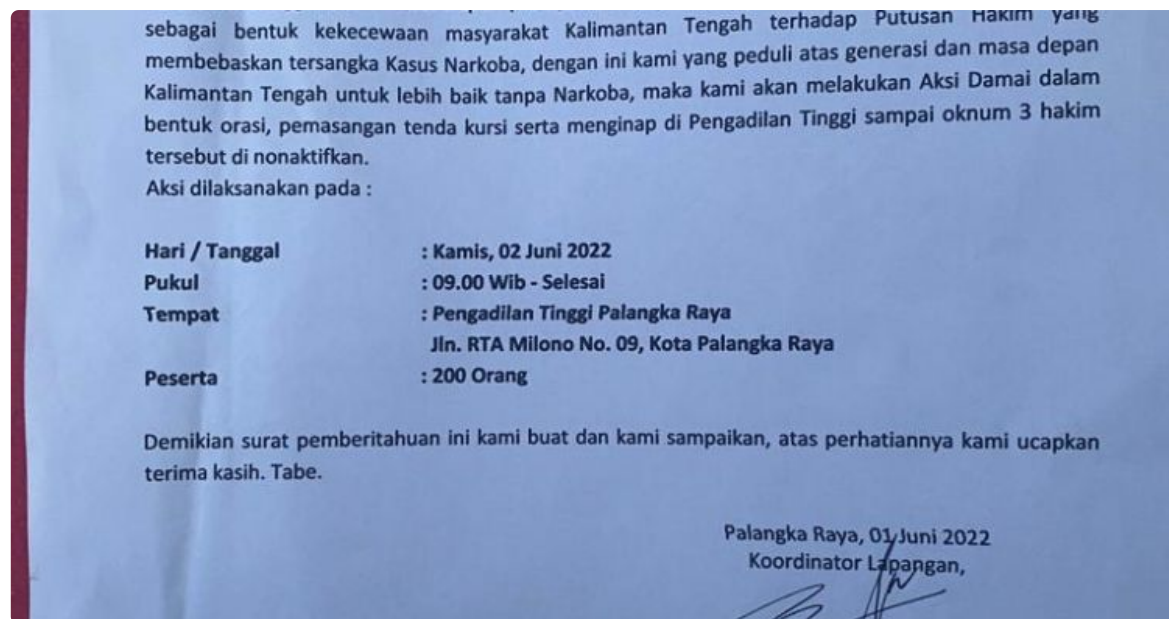 sebagai bentuk kekecewaan masyarakat Kalimantan Tengah terhadap Putusan Hakim yang
membebaskan tersangka Kasus Narkoba, dengan ini kami yang peduli atas generasi dan masa depan
Kalimantan Tengah untuk lebih baik tanpa Narkoba, maka kami akan melakukan Aksi Damai dalam
bentuk orasi, pemasangan tenda kursi serta menginap di Pengadilan Tinggi sampai oknum 3 hakim
tersebut di nonaktifkan.
Aksi dilaksanakan pada :
Hari / Tanggal : Kamis, 02 Juni 2022
Pukul : 09.00 Wib - Selesai
Tempat : Pengadilan Tinggi Palangka Raya
Jln. RTA Milono No. 09, Kota Palangka Raya
Peserta : 200 Orang
Demikian surat pemberitahuan ini kami buat dan kami sampaikan, atas perhatiannya kami ucapkan
terima kasih. Tabe.
Palangka Raya, 01 Juni 2022
Koordinator Lapangan,